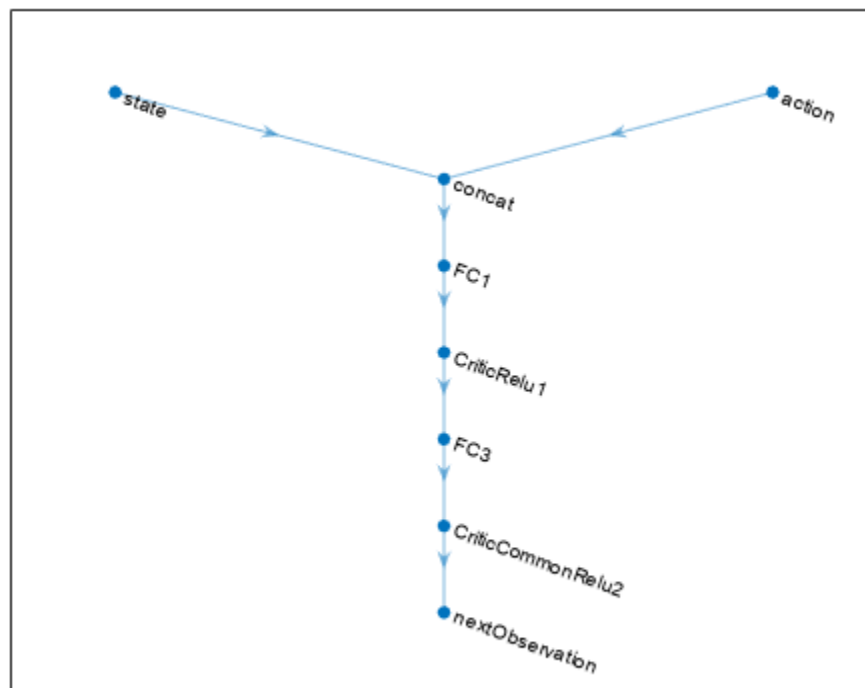 state
action
concat
FC1
CriticRelu1
FC3
CriticCommonRelu2
nextObservation